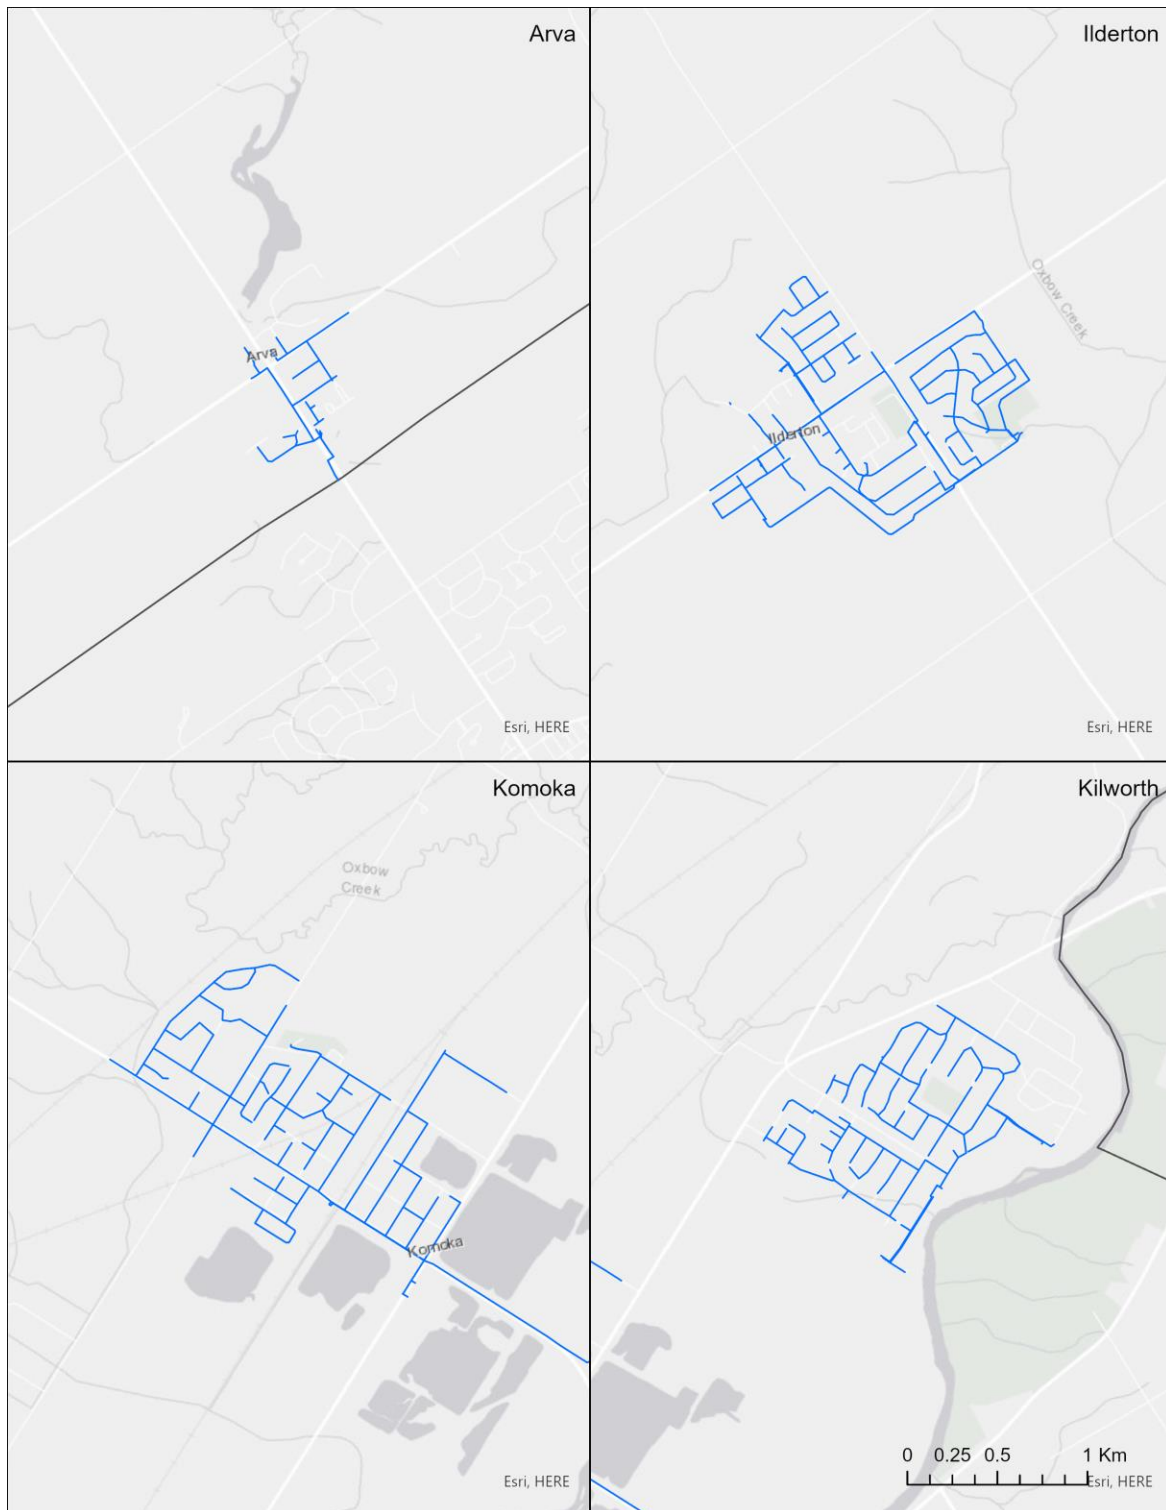 Arva
Ilderton
Arva
Oxbow Creek
Ilderton
Esri, HERE
Esri, HERE
Komoka
Kilworth
Oxbow
Creek
Komoka
0 0.25 0.5 1 Km
Esri, HERE
Esri, HERE